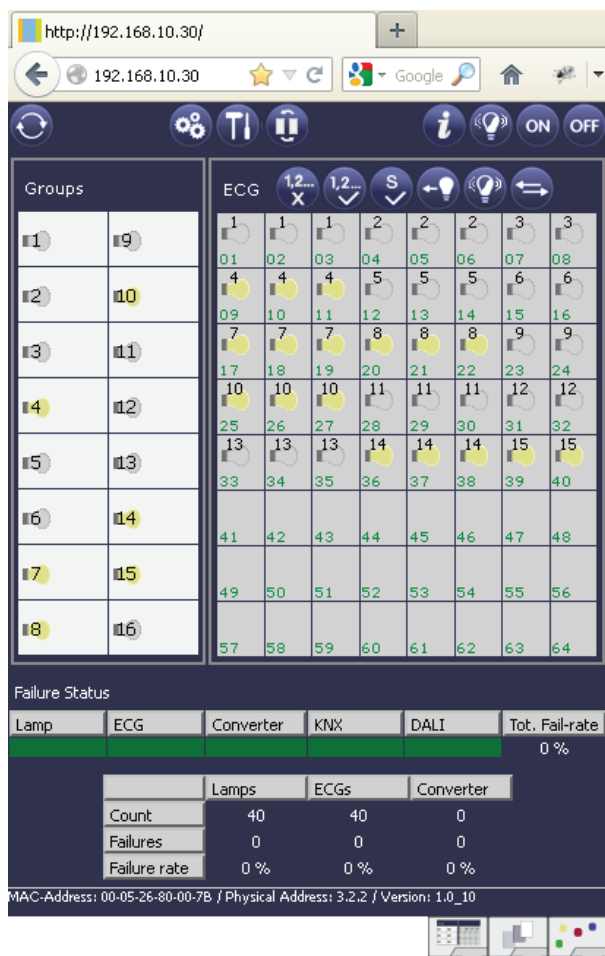 http://192.168.10.30/ +
192.168.10.30 Google
i ON OFF
Groups
1 9
2 10
3 11
4 12
5 13
6 14
7 15
8 16
ECG 1,2... X 1,2... S
1 1 1 2 2 2 3 3
01 02 03 04 05 06 07 08
4 4 4 5 5 5 6 6
09 10 11 12 13 14 15 16
7 7 7 8 8 8 9 9
17 18 19 20 21 22 23 24
10 10 10 11 11 11 12 12
25 26 27 28 29 30 31 32
13 13 13 14 14 14 15 15
33 34 35 36 37 38 39 40
41 42 43 44 45 46 47 48
49 50 51 52 53 54 55 56
57 58 59 60 61 62 63 64
Failure Status
Lamp ECG Converter KNX DALI Tot. Fail-rate
0 %
Lamps ECGs Converter
Count 40 40 0
Failures 0 0 0
Failure rate 0 % 0 % 0 %
MAC-Address: 00-05-26-80-00-7B / Physical Address: 3.2.2 / Version: 1.0_10